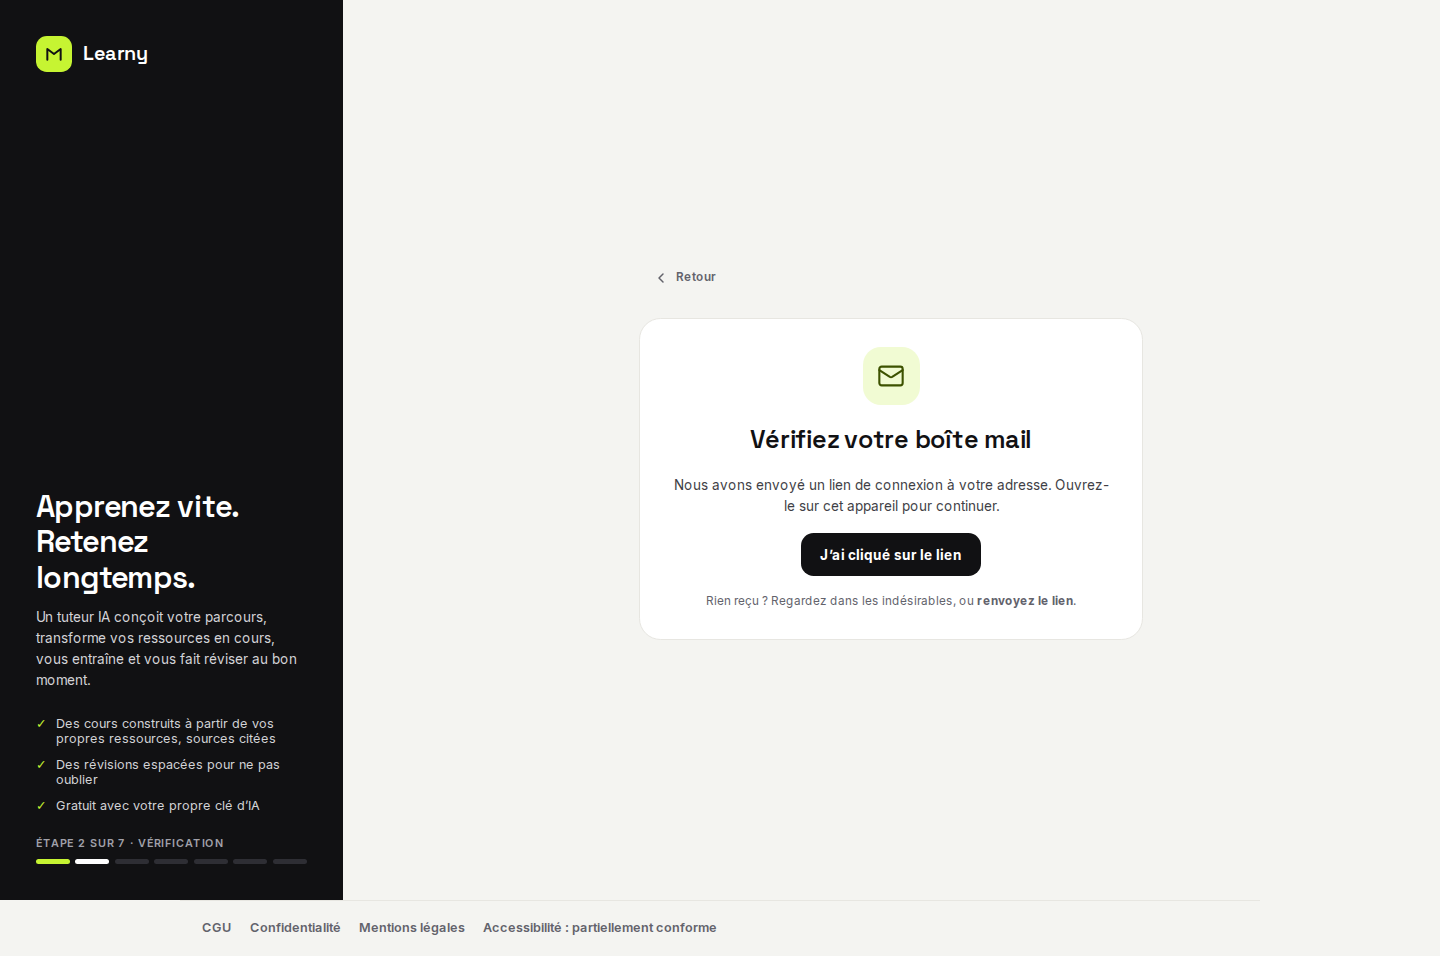 Learny
Apprenez vite.
Retenez
longtemps.
Un tuteur IA conçoit votre parcours,
transforme vos ressources en cours,
vous entraîne et vous fait réviser au bon
moment.
✓ Des cours construits à partir de vos
propres ressources, sources citées
✓ Des révisions espacées pour ne pas
oublier
✓ Gratuit avec votre propre clé d’IA
ÉTAPE 2 SUR 7 · VÉRIFICATION
Retour
Vérifiez votre boîte mail
Nous avons envoyé un lien de connexion à votre adresse. Ouvrez-
le sur cet appareil pour continuer.
J’ai cliqué sur le lien
Rien reçu ? Regardez dans les indésirables, ou renvoyez le lien.
CGU Confidentialité Mentions légales Accessibilité : partiellement conforme